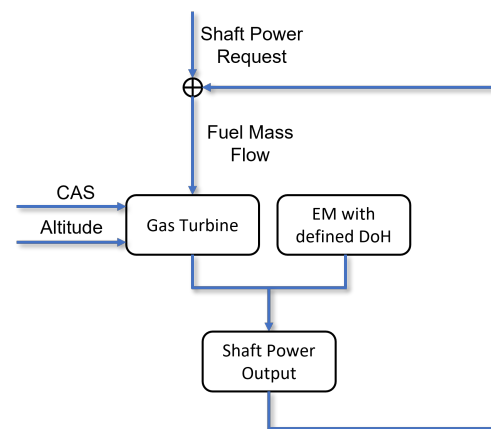 Shaft Power
Request
Fuel Mass
Flow
CAS
Altitude
Gas Turbine
EM with
defined DoH
Shaft Power
Output